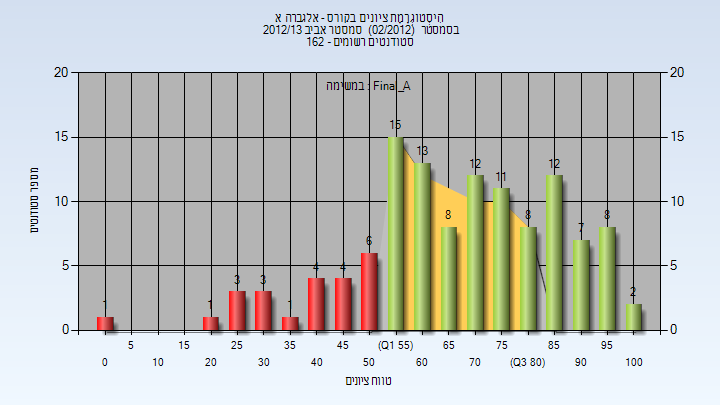 היסטוגרמת ציונים בקורס - אלגברה א
בסמסטר (02/2012) סמסטר אביב 2012/13
סטודנטים רשומים - 162
במשימה : Final_A
20 20
15 15
10 10
5 5
0 0
מספר סטודנטים
1 1 3 3 1 4 4 6 15 13 8 12 11 8 12 7 8 2
5 15 25 35 45 (Q1 55) 65 75 85 95
0 10 20 30 40 50 60 70 (Q3 80) 90 100
טווח ציונים